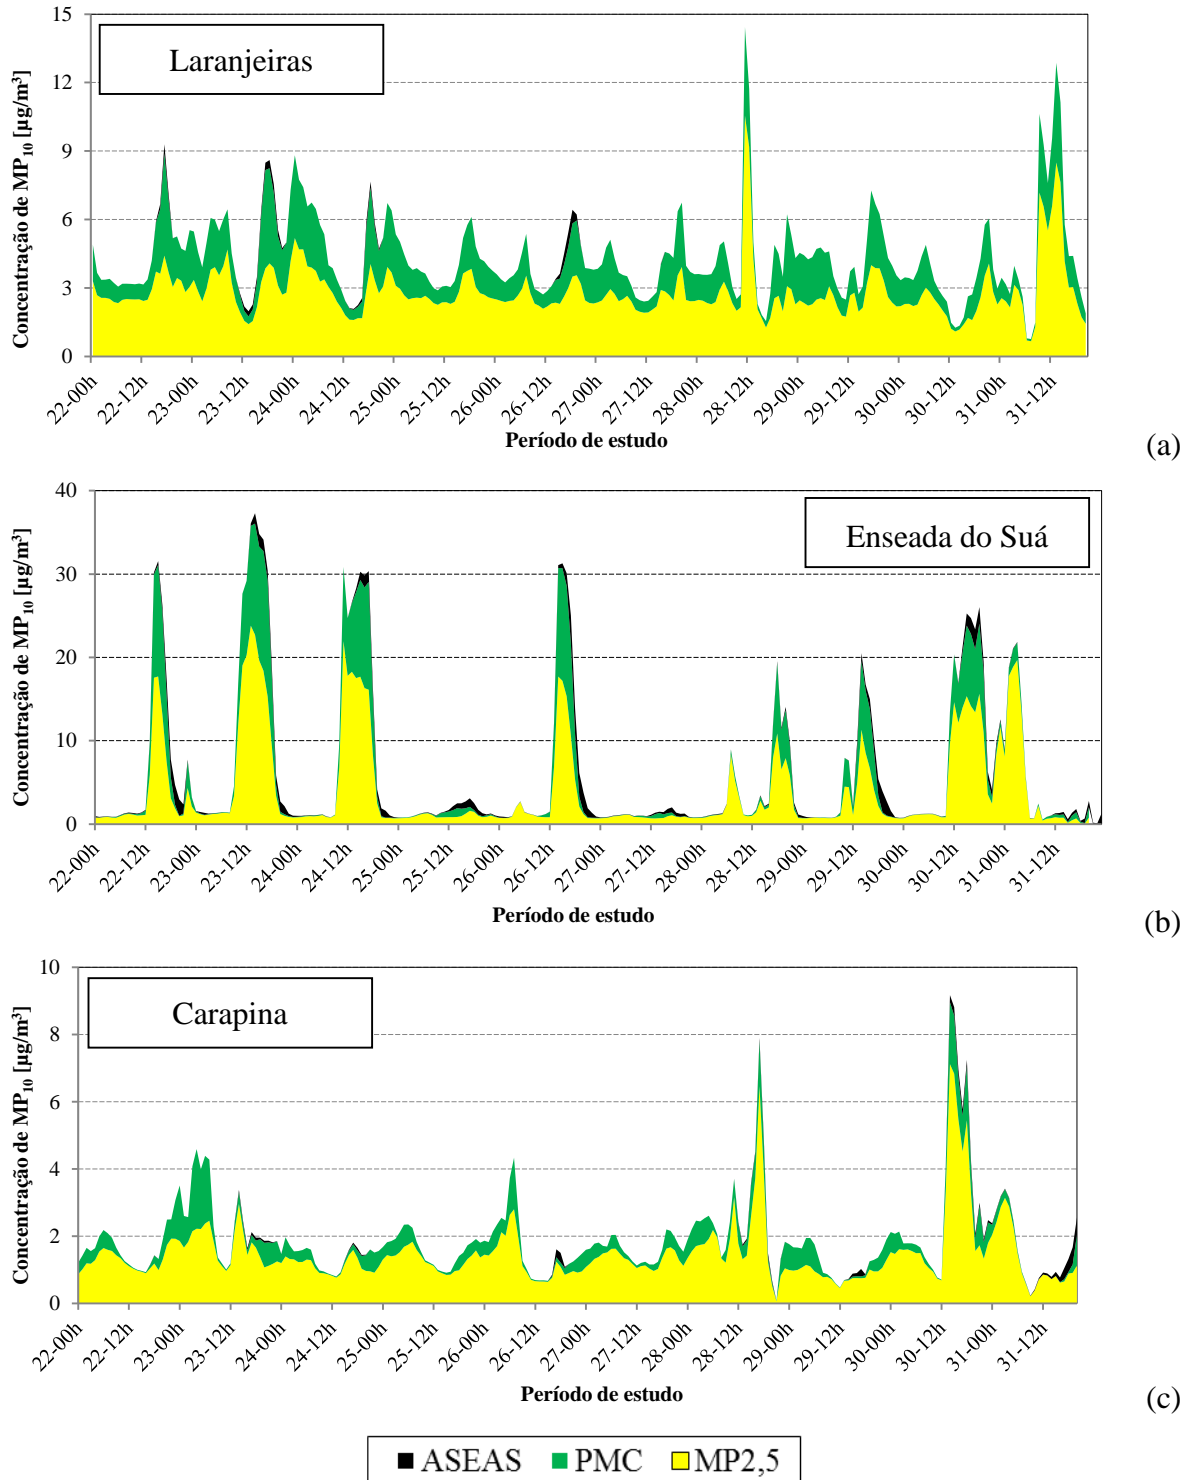 15
12
9
6
3
0
Concentração de MP10 [µg/m³]
Laranjeiras
22-00h 22-12h 23-00h 23-12h 24-00h 24-12h 25-00h 25-12h 26-00h 26-12h 27-00h 27-12h 28-00h 28-12h 29-00h 29-12h 30-00h 30-12h 31-00h 31-12h
Período de estudo
(a)
40
30
20
10
0
Concentração de MP10 [µg/m³]
Enseada do Suá
22-00h 22-12h 23-00h 23-12h 24-00h 24-12h 25-00h 25-12h 26-00h 26-12h 27-00h 27-12h 28-00h 28-12h 29-00h 29-12h 30-00h 30-12h 31-00h 31-12h
Período de estudo
(b)
10
8
6
4
2
0
Concentração de MP10 [µg/m³]
Carapina
22-00h 22-12h 23-00h 23-12h 24-00h 24-12h 25-00h 25-12h 26-00h 26-12h 27-00h 27-12h 28-00h 28-12h 29-00h 29-12h 30-00h 30-12h 31-00h 31-12h
Período de estudo
(c)
ASEAS PMC MP2,5